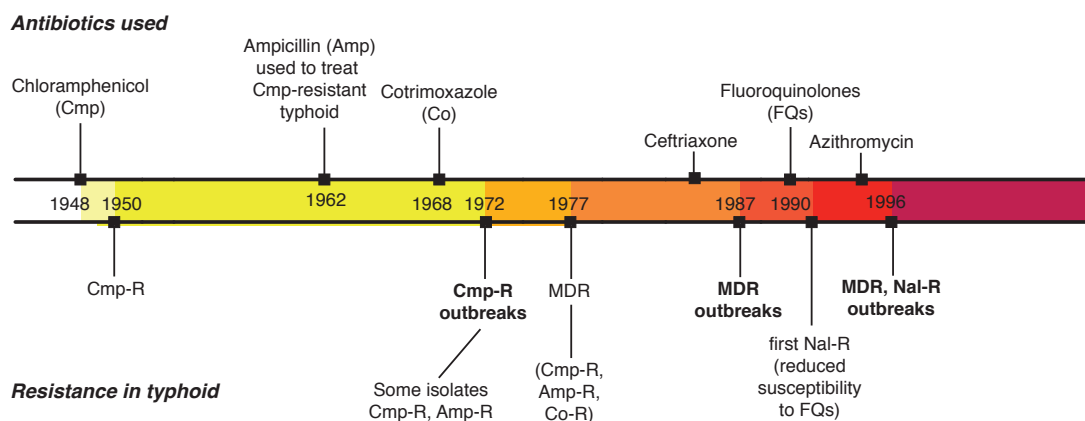 Antibiotics used
Chloramphenicol
(Cmp)
Ampicillin (Amp)
used to treat
Cmp-resistant
typhoid
Cotrimoxazole
(Co)
Ceftriaxone
Fluoroquinolones
(FQs)
Azithromycin
1948 1950 1962 1968 1972 1977 1987 1990 1996
Cmp-R
Cmp-R
outbreaks
Some isolates
Cmp-R, Amp-R
MDR
(Cmp-R,
Amp-R,
Co-R)
MDR
outbreaks
first Nal-R
(reduced
susceptibility
to FQs)
MDR, Nal-R
outbreaks
Resistance in typhoid